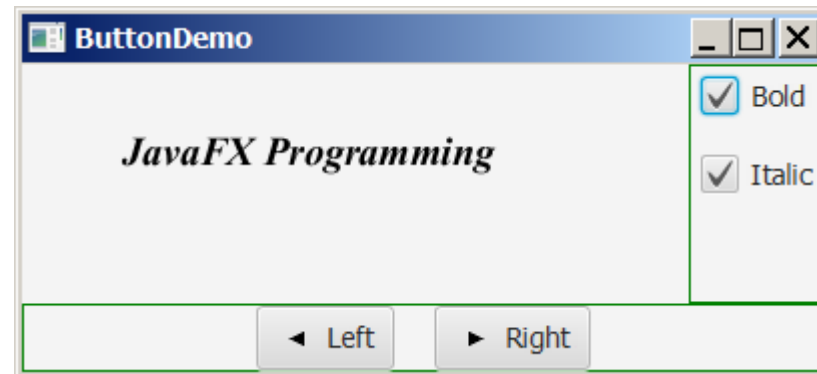 ButtonDemo
Bold
JavaFX Programming
Italic
Left Right